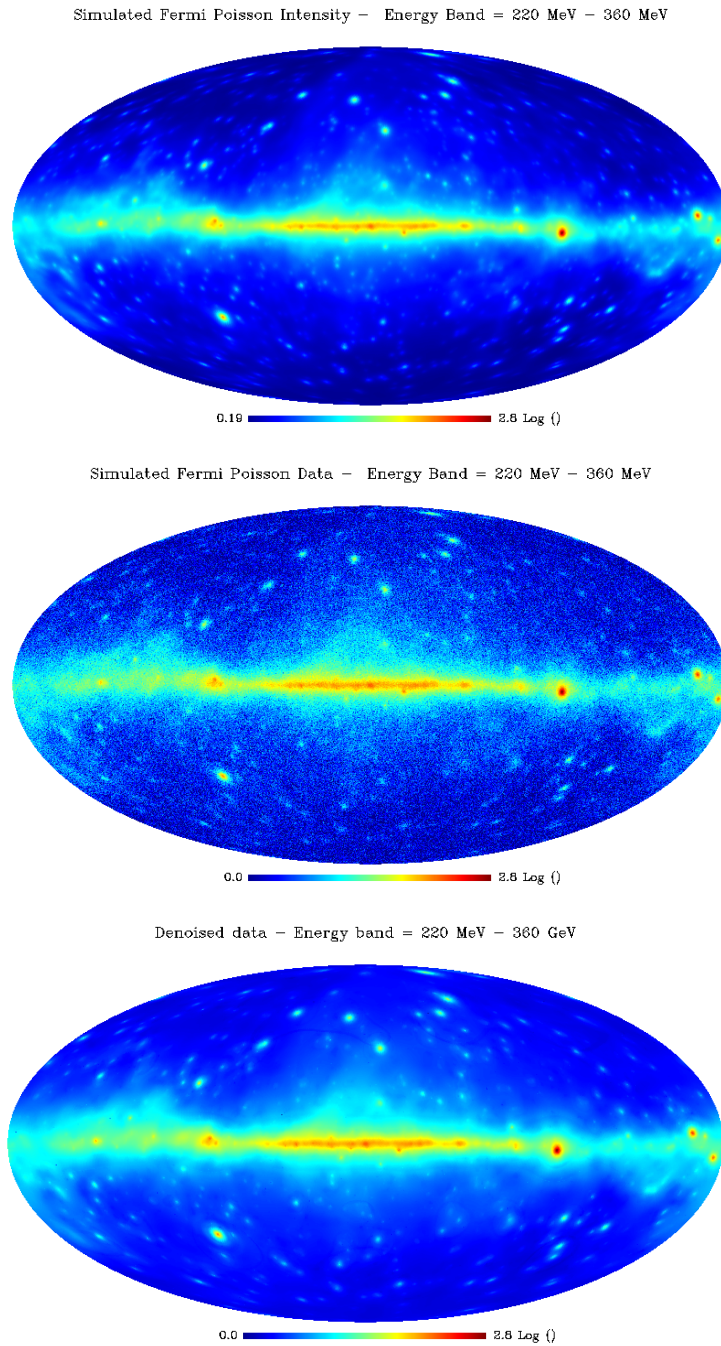 Simulated Fermi Poisson Intensity – Energy Band = 220 MeV – 360 MeV
0.19 2.8 Log ()
Simulated Fermi Poisson Data – Energy Band = 220 MeV – 360 MeV
0.0 2.8 Log ()
Denoised data – Energy band = 220 MeV – 360 GeV
0.0 2.8 Log ()